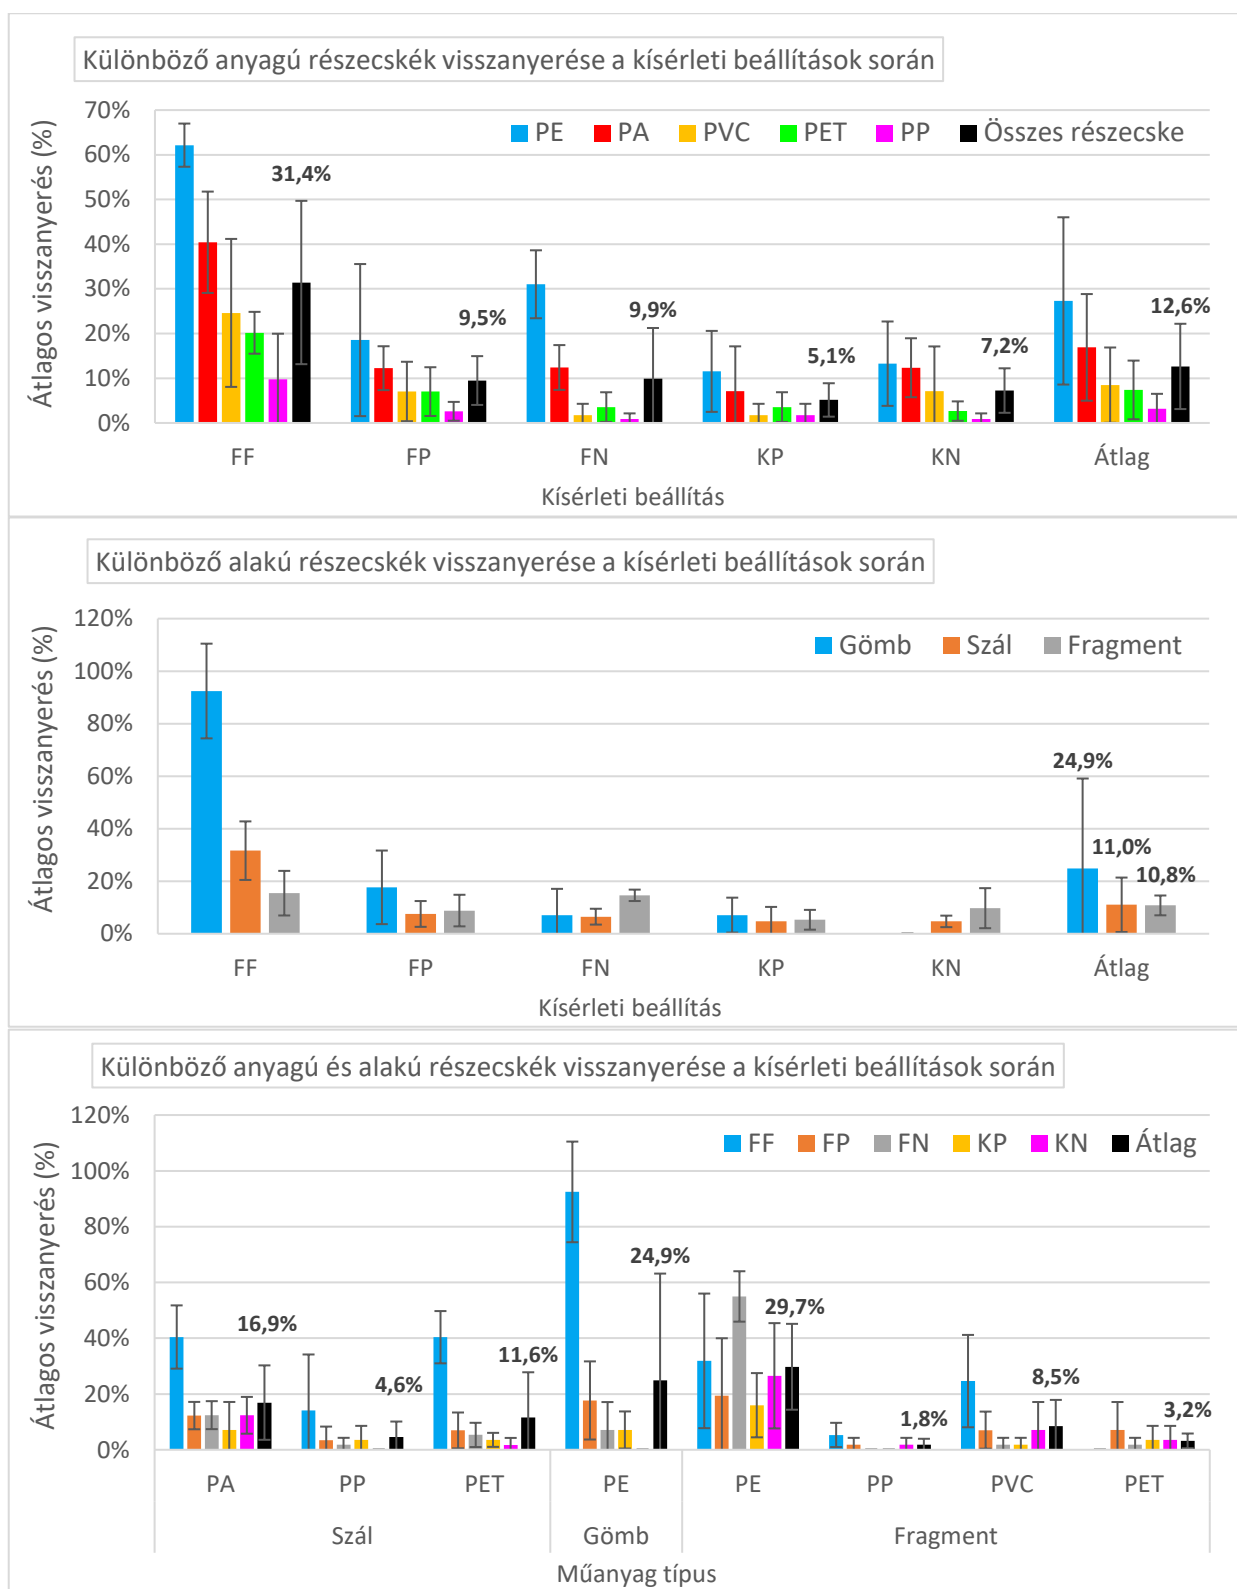 Különböző anyagú részecskék visszanyerése a kísérleti beállítások során
Átlagos visszanyerés (%)
70%
60%
50%
40%
30%
20%
10%
0%
PE PA PVC PET PP Összes részecske
31,4%
9,5%
9,9%
5,1%
7,2%
12,6%
FF FP FN KP KN Átlag
Kísérleti beállítás
Különböző alakú részecskék visszanyerése a kísérleti beállítások során
Átlagos visszanyerés (%)
120%
100%
80%
60%
40%
20%
0%
Gömb Szál Fragment
24,9%
11,0%
10,8%
FF FP FN KP KN Átlag
Kísérleti beállítás
Különböző anyagú és alakú részecskék visszanyerése a kísérleti beállítások során
Átlagos visszanyerés (%)
120%
100%
80%
60%
40%
20%
0%
FF FP FN KP KN Átlag
16,9%
4,6%
11,6%
24,9%
29,7%
1,8%
8,5%
3,2%
PA PP PET PE PE PP PVC PET
Szál Gömb Fragment
Műanyag típus